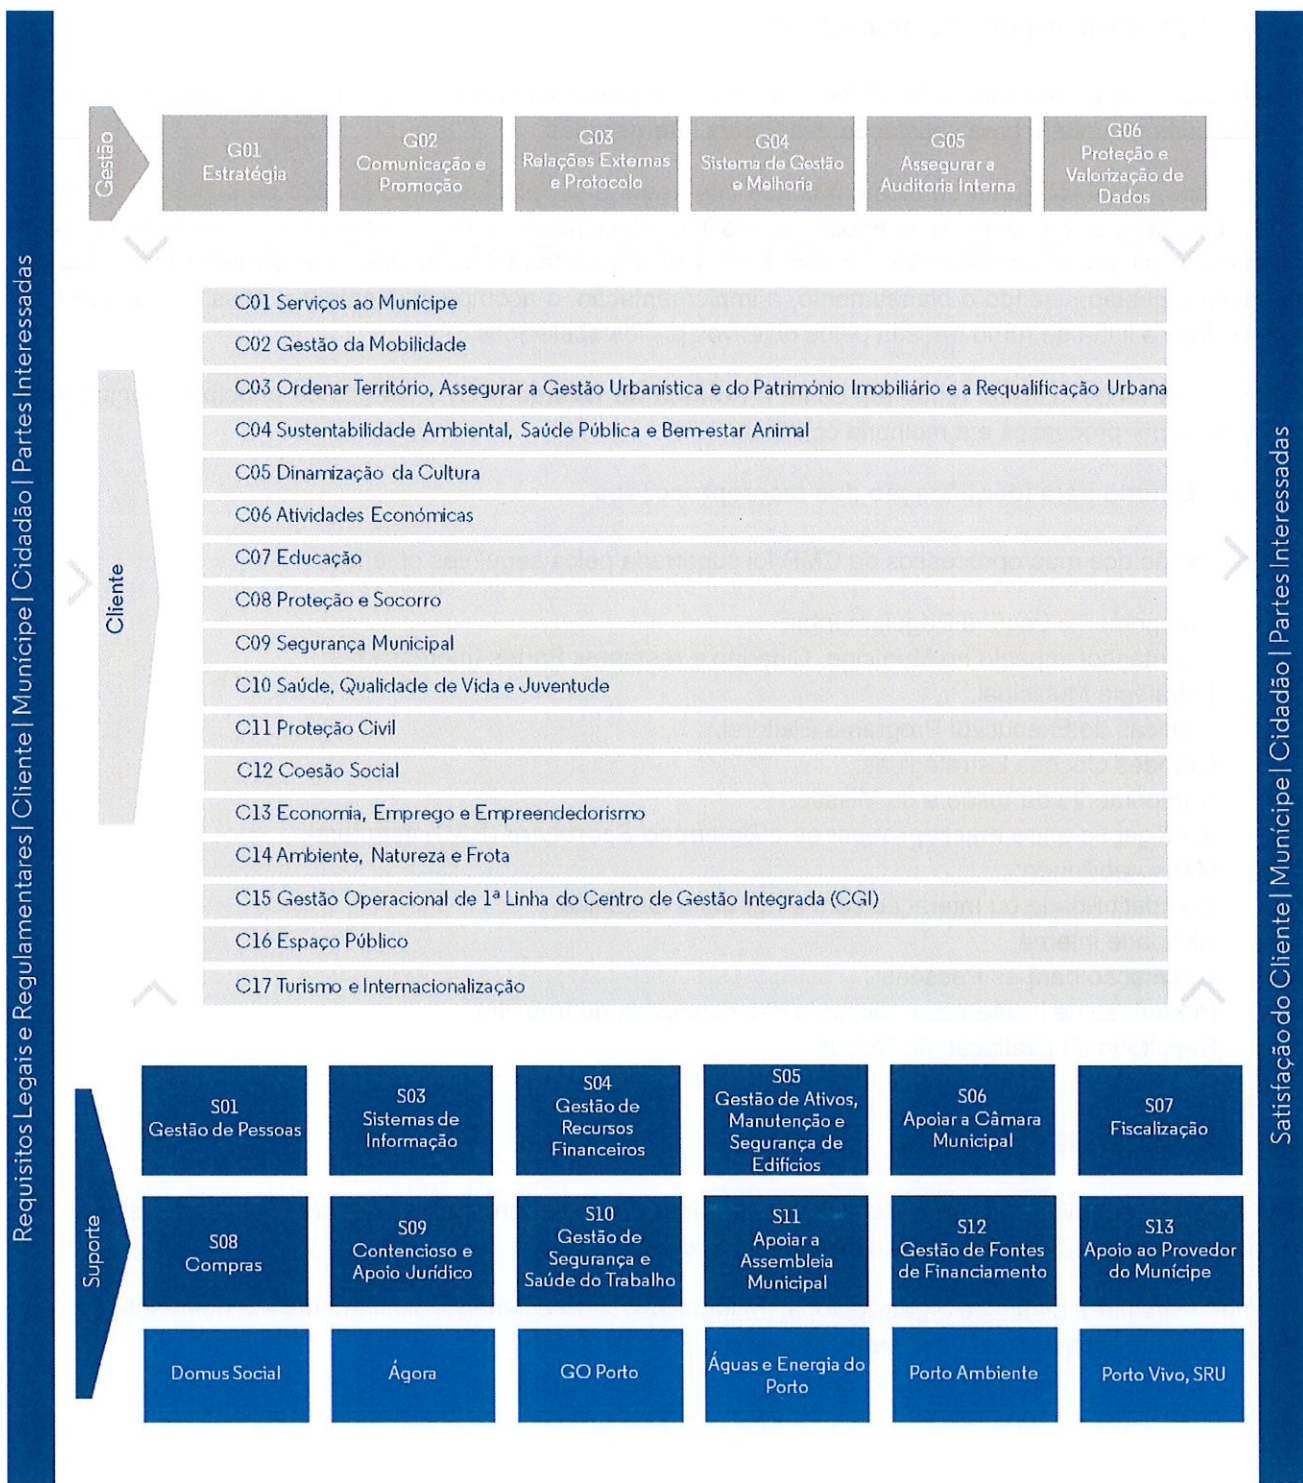 Requisitos Legais e Regulamentares| Cliente| Munícipe| Cidadão| Partes Interessadas
Gestão
G01
Estratégia
G02
Comunicação e
Promoção
G03
Relações Externas
e Protocolo
G04
Sistema de Gestão
e Melhoria
G05
Assegurar a
Auditoria Interna
G06
Proteção e
Valorização de
Dados
Cliente
C01 Serviços ao Munícipe
C02 Gestão da Mobilidade
C03 Ordenar Território, Assegurar a Gestão Urbanística e do Património Imobiliário e a Requalificação Urbana
C04 Sustentabilidade Ambiental, Saúde Pública e Bem-estar Animal
C05 Dinamização da Cultura
C06 Atividades Económicas
C07 Educação
C08 Proteção e Socorro
C09 Segurança Municipal
C10 Saúde, Qualidade de Vida e Juventude
C11 Proteção Civil
C12 Coesão Social
C13 Economia, Emprego e Empreendedorismo
C14 Ambiente, Natureza e Frota
C15 Gestão Operacional de 1ª Linha do Centro de Gestão Integrada (CGI)
C16 Espaço Público
C17 Turismo e Internacionalização
Suporte
S01
Gestão de Pessoas
S03
Sistemas de
Informação
S04
Gestão de
Recursos
Financeiros
S05
Gestão de Ativos,
Manutenção e
Segurança de
Edifícios
S06
Apoiar a Câmara
Municipal
S07
Fiscalização
S08
Compras
S09
Contencioso e
Apoio Jurídico
S10
Gestão de
Segurança e
Saúde do Trabalho
S11
Apoiar a
Assembleia
Municipal
S12
Gestão de Fontes
de Financiamento
S13
Apoio ao Provedor
do Munícipe
Domus Social
Ágora
GO Porto
Águas e Energia do
Porto
Porto Ambiente
Porto Vivo, SRU
Satisfação do Cliente| Munícipe| Cidadão | Partes Interessadas